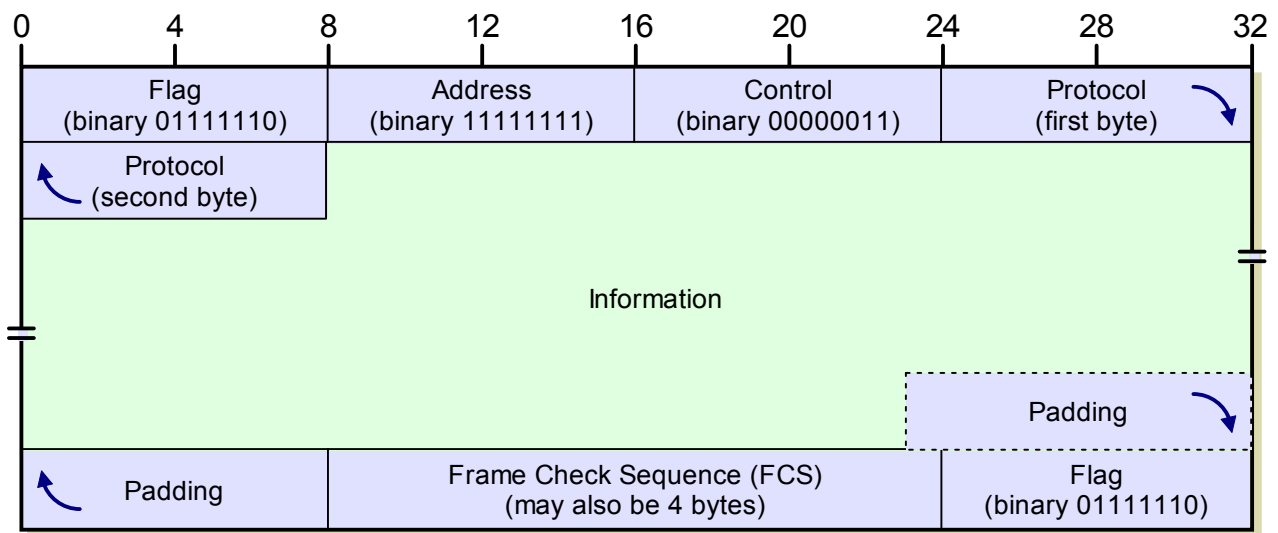 0 4 8 12 16 20 24 28 32
Flag Address Control Protocol
(binary 01111110) (binary 11111111) (binary 00000011) (first byte)
Protocol
(second byte)
Information
Padding
Padding
Frame Check Sequence (FCS)
(may also be 4 bytes)
Flag
(binary 01111110)